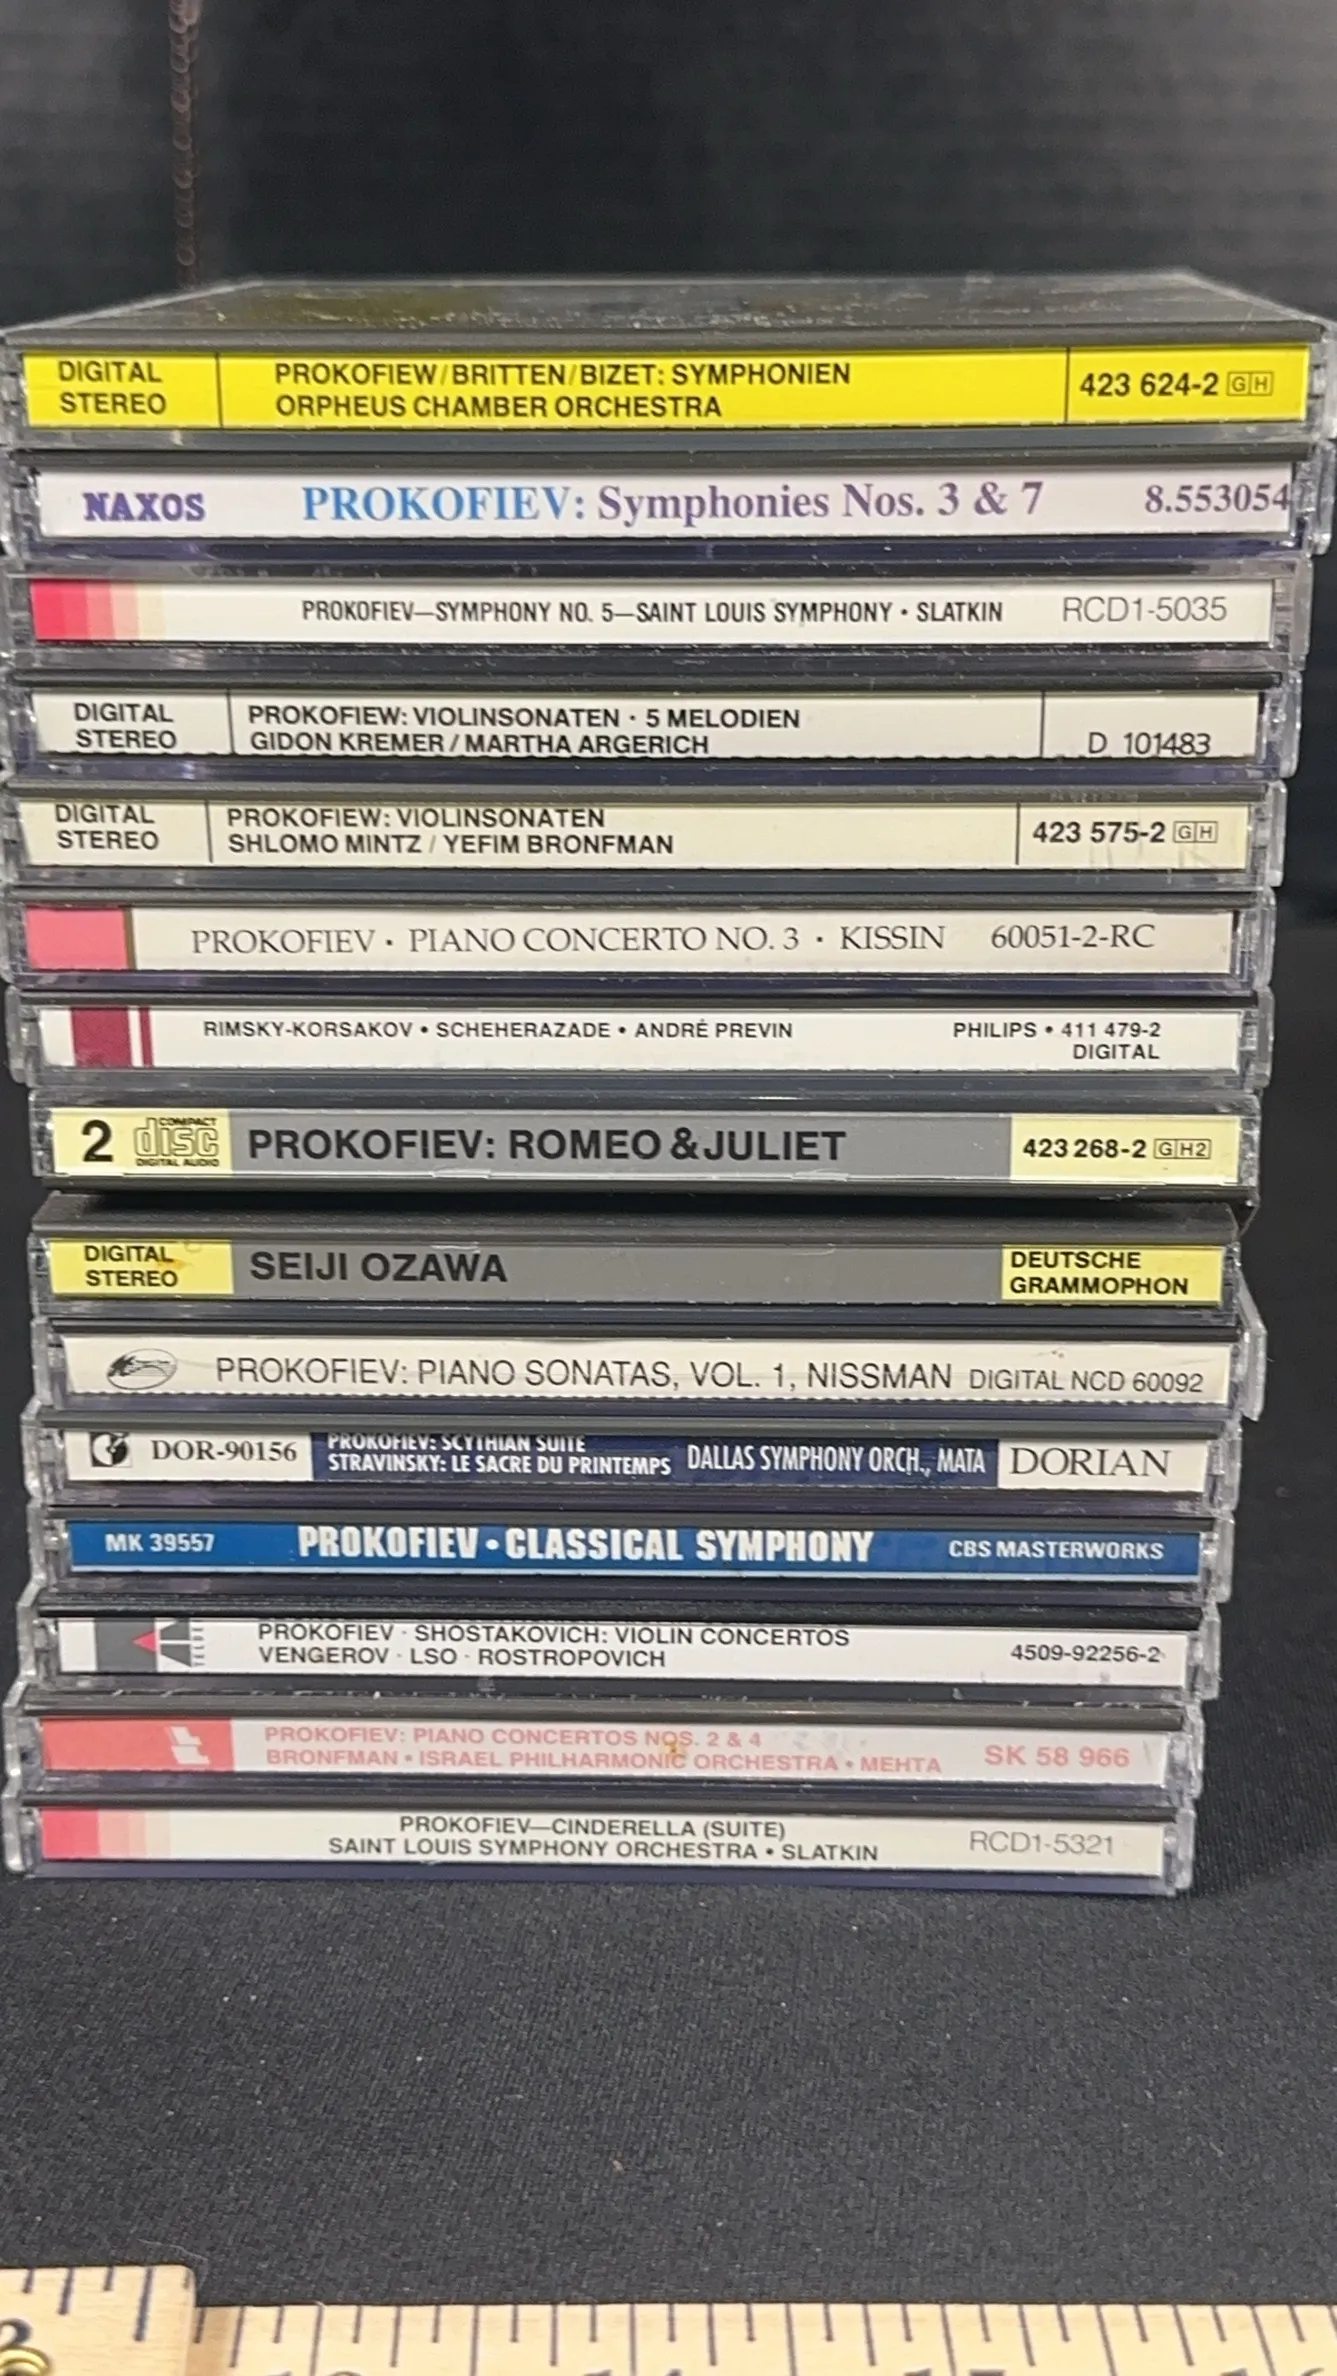 DIGITAL STEREO
PROKOFIEW/BRITTEN/BIZET: SYMPHONIEN
ORPHEUS CHAMBER ORCHESTRA
423 624-2 GH
NAXOS PROKOFIEV: Symphonies Nos. 3 & 7 8.553054
PROKOFIEV—SYMPHONY NO. 5—SAINT LOUIS SYMPHONY • SLATKIN RCD1-5035
DIGITAL STEREO
PROKOFIEW: VIOLINSONATEN · 5 MELODIEN
GIDON KREMER / MARTHA ARGERICH
D 101483
DIGITAL STEREO
PROKOFIEW: VIOLINSONATEN
SHLOMO MINTZ / YEFIM BRONFMAN
423 575-2 GH
PROKOFIEV · PIANO CONCERTO NO. 3 · KISSIN 60051-2-RC
RIMSKY-KORSAKOV • SCHEHERAZADE • ANDRÉ PREVIN PHILIPS • 411 479-2
DIGITAL
2 COMPACT disc DIGITAL AUDIO PROKOFIEV: ROMEO & JULIET 423 268-2 GH2
DIGITAL STEREO
SEIJI OZAWA
DEUTSCHE GRAMMOPHON
PROKOFIEV: PIANO SONATAS, VOL. 1, NISSMAN DIGITAL NCD 60092
DOR-90156
PROKOFIEV: SCYTHIAN SUITE
STRAVINSKY: LE SACRE DU PRINTEMPS
DALLAS SYMPHONY ORCH., MATA DORIAN
MK 39557 PROKOFIEV • CLASSICAL SYMPHONY CBS MASTERWORKS
PROKOFIEV · SHOSTAKOVICH: VIOLIN CONCERTOS
VENGEROV · LSO · ROSTROPOVICH
4509-92256-2
PROKOFIEV: PIANO CONCERTOS NOS. 2 & 4
BRONFMAN • ISRAEL PHILHARMONIC ORCHESTRA • MEHTA
SK 58 966
PROKOFIEV—CINDERELLA (SUITE)
SAINT LOUIS SYMPHONY ORCHESTRA • SLATKIN
RCD1-5321